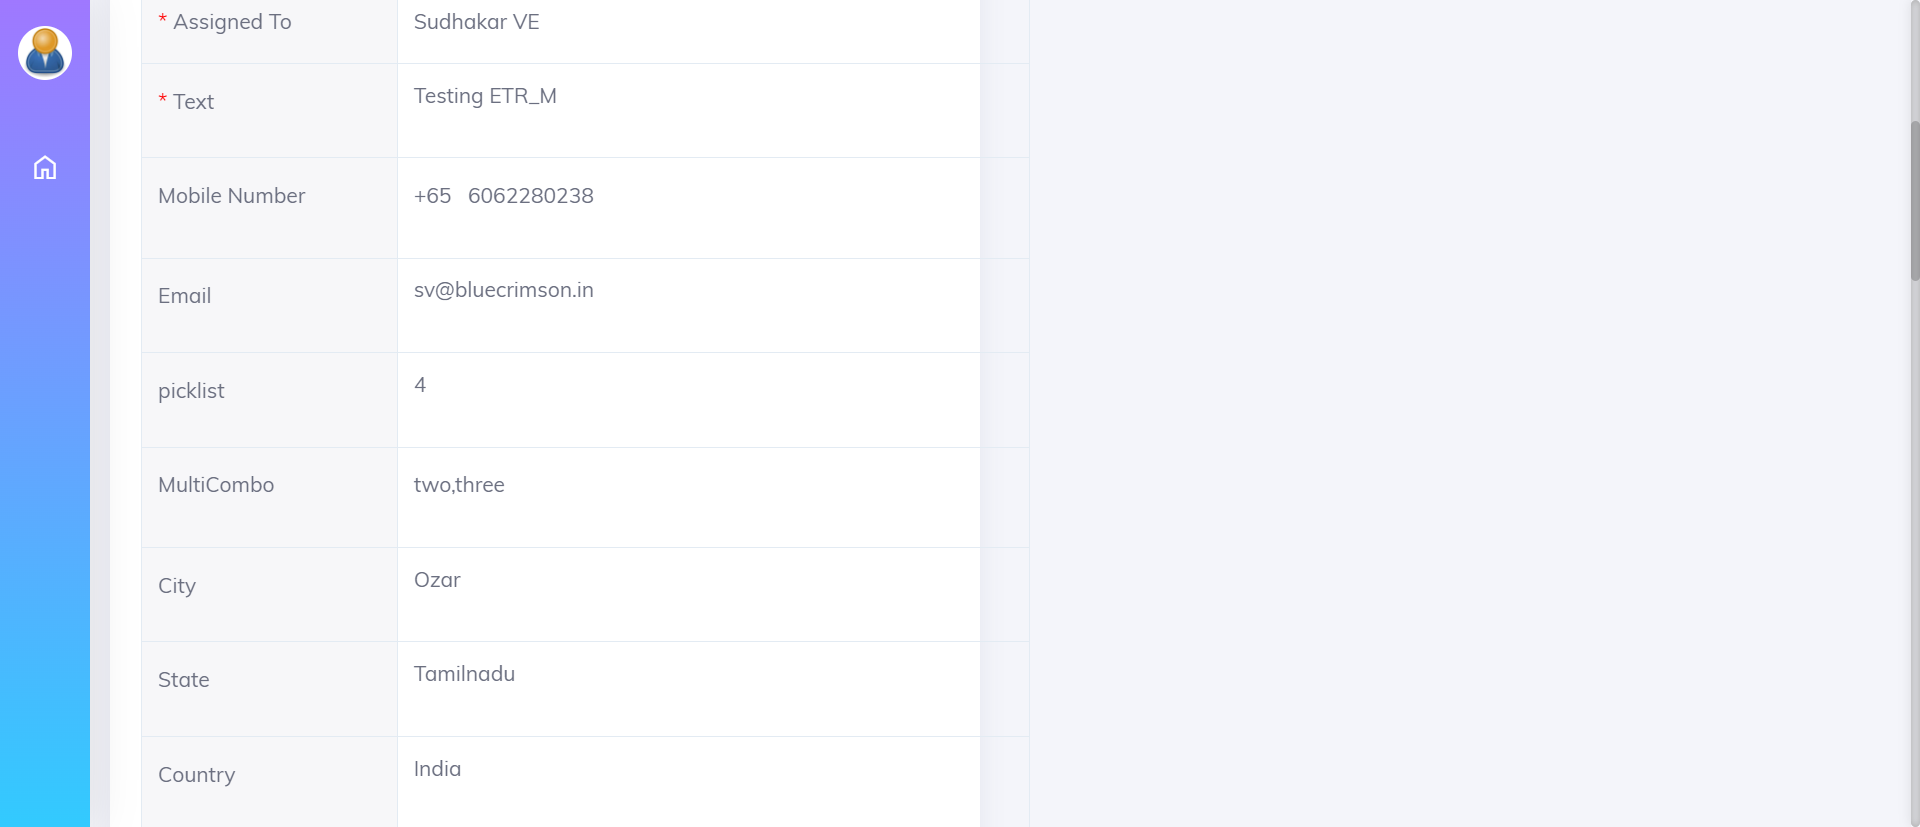 * Assigned To Sudhakar VE
* Text Testing ETR_M
Mobile Number +65 6062280238
Email sv@bluecrimson.in
picklist 4
MultiCombo two,three
City Ozar
State Tamilnadu
Country India